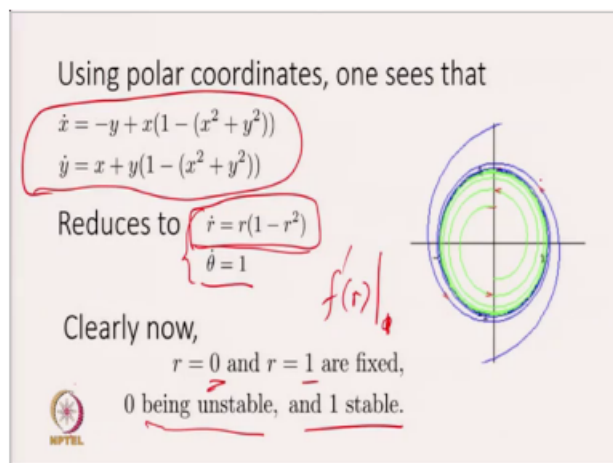 Using polar coordinates, one sees that
ẋ = −y + x(1 − (x² + y²))
ẏ = x + y(1 − (x² + y²))
Reduces to ṙ = r(1 − r²)
θ̇ = 1
f'(r)|
Clearly now,
r = 0 and r = 1 are fixed,
0 being unstable, and 1 stable.
NPTEL